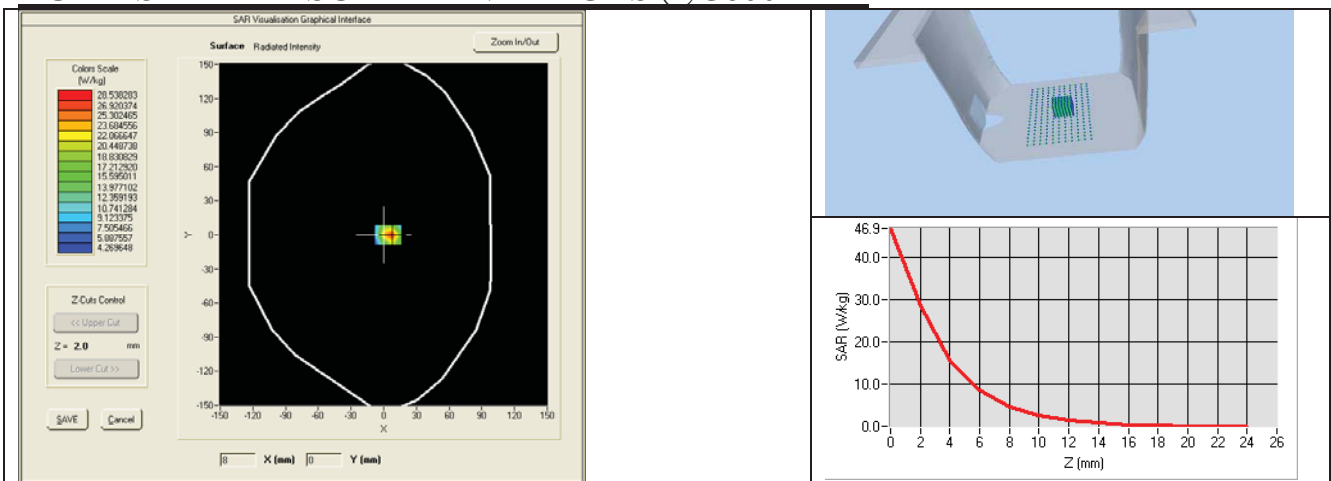 SAR Visualisation Graphical Interface
Surface Radiated Intensity
Zoom In/Out
Colors Scale
(W/kg)
28.538283
26.920374
25.302465
23.684556
22.066647
20.448738
18.830829
17.212920
15.595011
13.977102
12.359193
10.741284
9.123375
7.505466
5.887557
4.269648
Z-Cuts Control
<< Upper Cut
Z = 2.0 mm
Lower Cut >>
SAVE Cancel
150-
120-
90-
60-
30-
0-
-30-
-60-
-90-
-120-
-150-
Y
-150 -120 -90 -60 -30 0 30 60 90 120 150
X
8 X (mm) 0 Y (mm)
46.9-
40.0-
30.0-
20.0-
10.0-
0.0-
SAR (W/kg)
0 2 4 6 8 10 12 14 16 18 20 22 24 26
Z (mm)